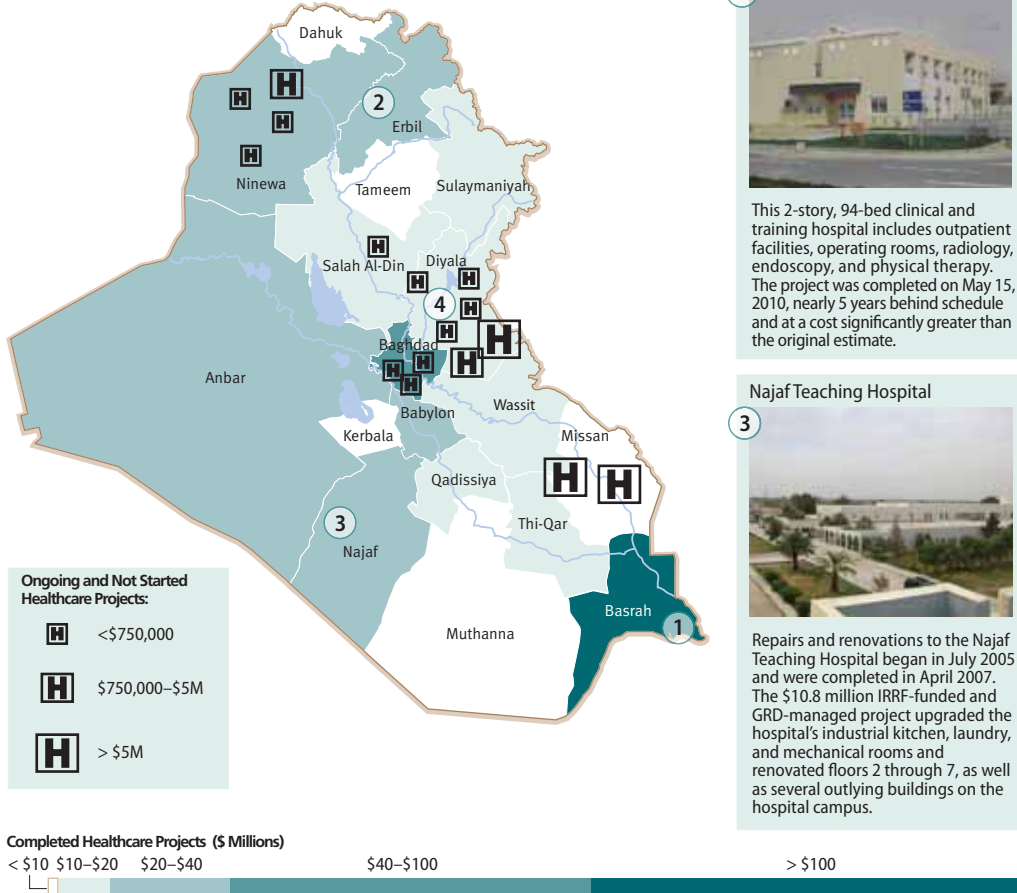 Dahuk
H
H
2
H
Erbil
H
Ninewa
Tameem
Sulaymaniyah
H
Salah Al-Din
Diyala
H
H
4
H
H
H
Baghdad
H
H
H
H
Anbar
Babylon
Wassit
Kerbala
Missan
H
H
Qadissiya
3
Najaf
Thi-Qar
Basrah
1
Muthanna
Ongoing and Not Started
Healthcare Projects:
H <$750,000
H $750,000–$5M
H > $5M
This 2-story, 94-bed clinical and
training hospital includes outpatient
facilities, operating rooms, radiology,
endoscopy, and physical therapy.
The project was completed on May 15,
2010, nearly 5 years behind schedule
and at a cost significantly greater than
the original estimate.
Najaf Teaching Hospital
3
Repairs and renovations to the Najaf
Teaching Hospital began in July 2005
and were completed in April 2007.
The $10.8 million IRRF-funded and
GRD-managed project upgraded the
hospital's industrial kitchen, laundry,
and mechanical rooms and
renovated floors 2 through 7, as well
as several outlying buildings on the
hospital campus.
Completed Healthcare Projects ($ Millions)
< $10 $10–$20 $20–$40 $40–$100 > $100